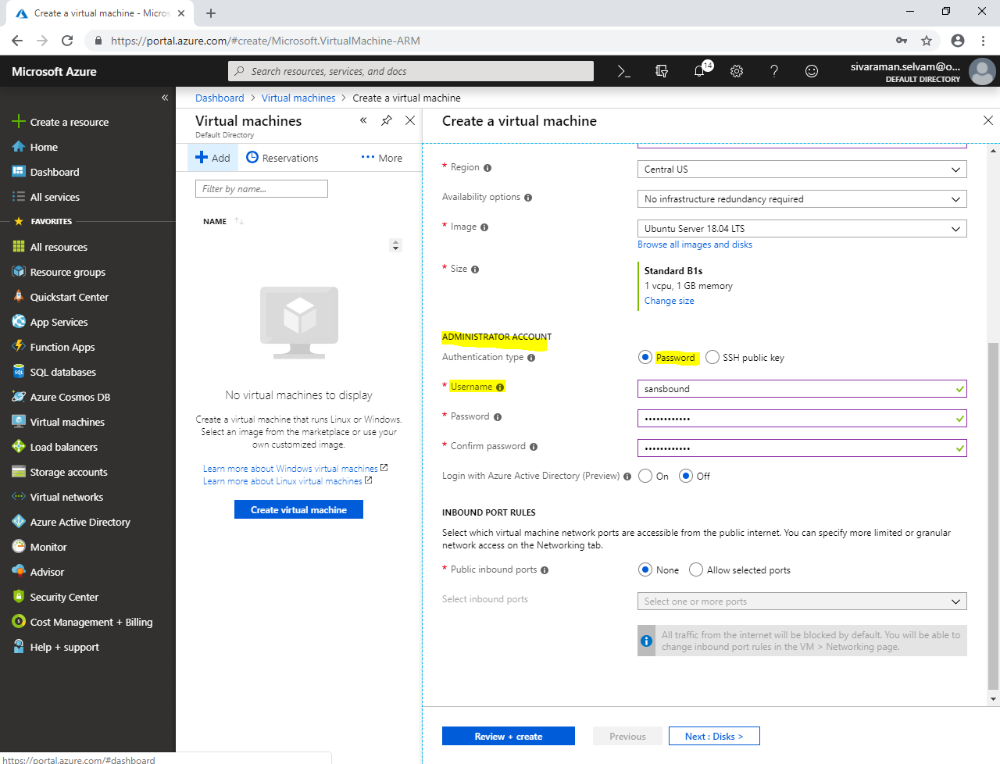 Create a virtual machine - Micros
https://portal.azure.com/#create/Microsoft.VirtualMachine-ARM
Microsoft Azure
Search resources, services, and docs
14
sivaraman.selvam@o...
DEFAULT DIRECTORY
Create a resource
Home
Dashboard
All services
FAVORITES
All resources
Resource groups
Quickstart Center
App Services
Function Apps
SQL databases
Azure Cosmos DB
Virtual machines
Load balancers
Storage accounts
Virtual networks
Azure Active Directory
Monitor
Advisor
Security Center
Cost Management + Billing
Help + support
https://portal.azure.com/#dashboard
Dashboard > Virtual machines > Create a virtual machine
Virtual machines
Default Directory
Add Reservations ••• More
Filter by name...
NAME
No virtual machines to display
Create a virtual machine that runs Linux or Windows.
Select an image from the marketplace or use your
own customized image.
Learn more about Windows virtual machines
Learn more about Linux virtual machines
Create virtual machine
Create a virtual machine
* Region Central US
Availability options No infrastructure redundancy required
* Image Ubuntu Server 18.04 LTS
Browse all images and disks
* Size Standard B1s
1 vcpu, 1 GB memory
Change size
ADMINISTRATOR ACCOUNT
Authentication type Password SSH public key
* Username sansbound
* Password ••••••••••••
* Confirm password ••••••••••••
Login with Azure Active Directory (Preview) On Off
INBOUND PORT RULES
Select which virtual machine network ports are accessible from the public internet. You can specify more limited or granular
network access on the Networking tab.
* Public inbound ports None Allow selected ports
Select inbound ports Select one or more ports
All traffic from the internet will be blocked by default. You will be able to
change inbound port rules in the VM > Networking page.
Review + create Previous Next : Disks >